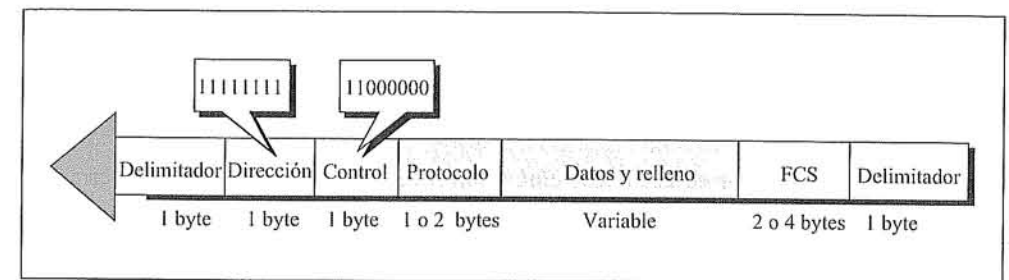 11111111 11000000
Delimitador Dirección Control Protocolo Datos y relleno FCS Delimitador
1 byte 1 byte 1 byte 1 o 2 bytes Variable 2 o 4 bytes 1 byte